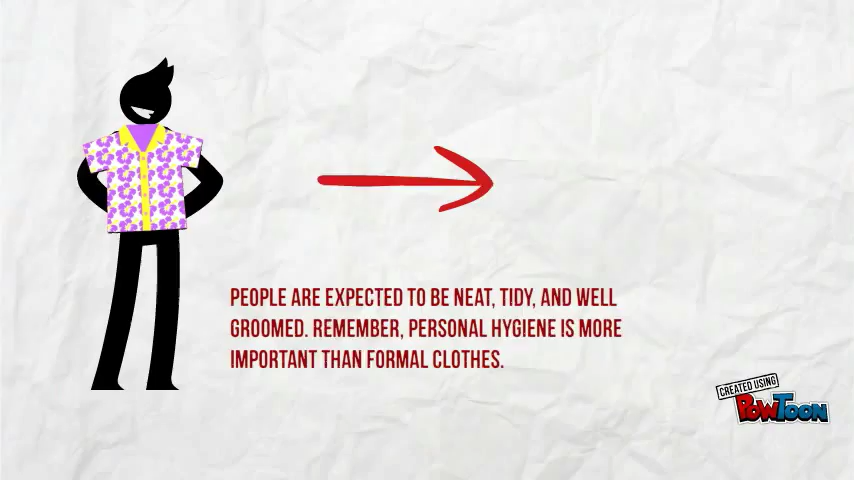 PEOPLE ARE EXPECTED TO BE NEAT, TIDY, AND WELL
GROOMED. REMEMBER, PERSONAL HYGIENE IS MORE
IMPORTANT THAN FORMAL CLOTHES.
CREATED USING
POWTOON